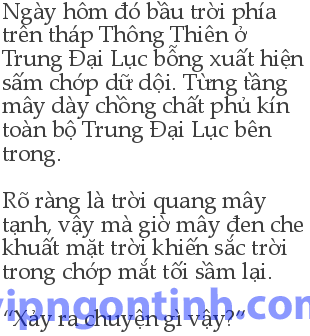 Ngày hôm đó bầu trời phía
trên tháp Thông Thiên ở
Trung Đại Lục bỗng xuất hiện
sấm chớp dữ dội. Từng tầng
mây dày chồng chất phủ kín
toàn bộ Trung Đại Lục bên
trong.
Rõ ràng là trời quang mây
tạnh, vậy mà giờ mây đen che
khuất mặt trời khiến sắc trời
trong chớp mắt tối sầm lại.
vipngontinh.com
“Xảy ra chuyện gì vậy?”